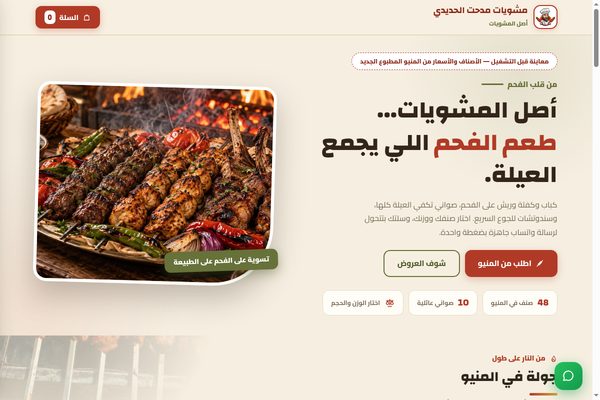 مشويات مدحت الحديدي
أصل المشويات
السلة 0
معاينة قبل التشغيل — الأصناف والأسعار من المنيو المطبوع الجديد
من قلب الفحم
أصل المشويات...
طعم الفحم اللي يجمع
العيلة.
كباب وكفتة وريش على الفحم، صواني تكفي العيلة كلها،
وسندوتشات للجوع السريع. اختار صنفك ووزنك، وسلتك بتتحول
لرسالة واتساب جاهزة بضغطة واحدة.
اطلب من المنيو
شوف العروض
48 صنف في المنيو
10 صواني عائلية
اختار الوزن والحجم
تسوية على الفحم على الطبيعة
من النار على طول
جولة في المنيو